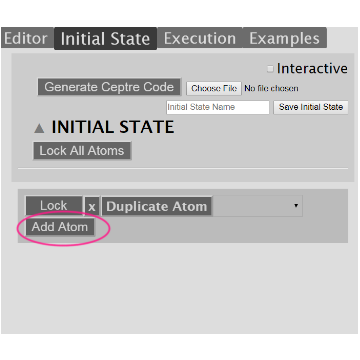 Editor Initial State Execution Examples
Interactive
Generate Ceptre Code Choose File No file chosen
Initial State Name Save Initial State
▲ INITIAL STATE
Lock All Atoms
Lock x Duplicate Atom
Add Atom